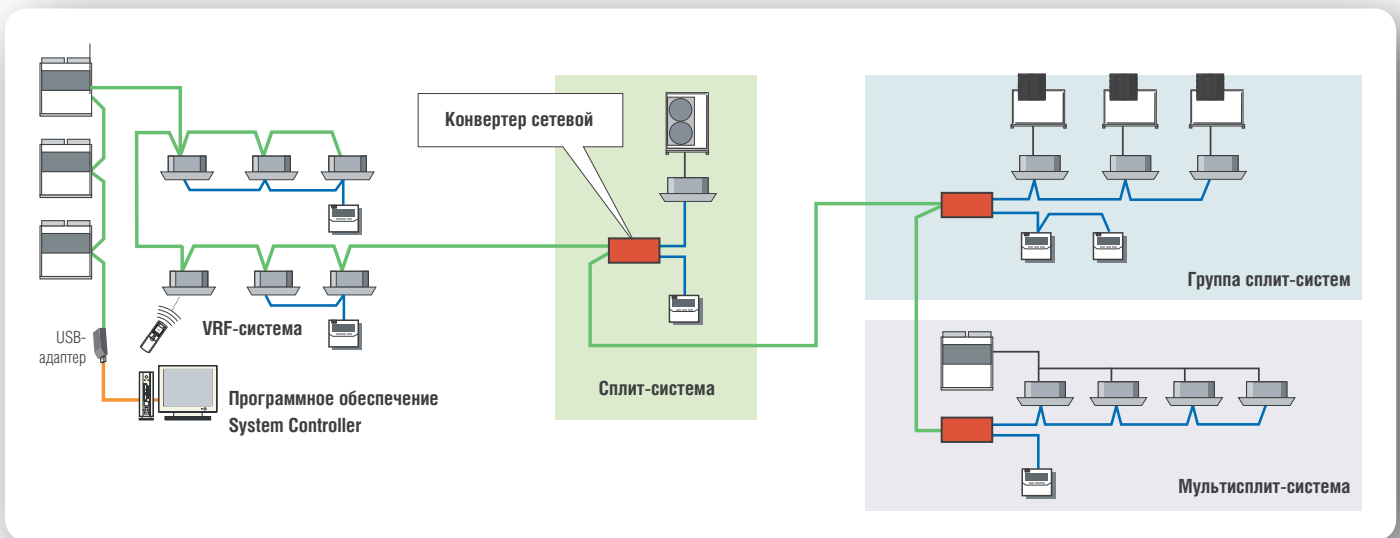 Конвертер сетевой
VRF-система
USB-
адаптер
Программное обеспечение
System Controller
Сплит-система
Группа сплит-систем
Мультисплит-система